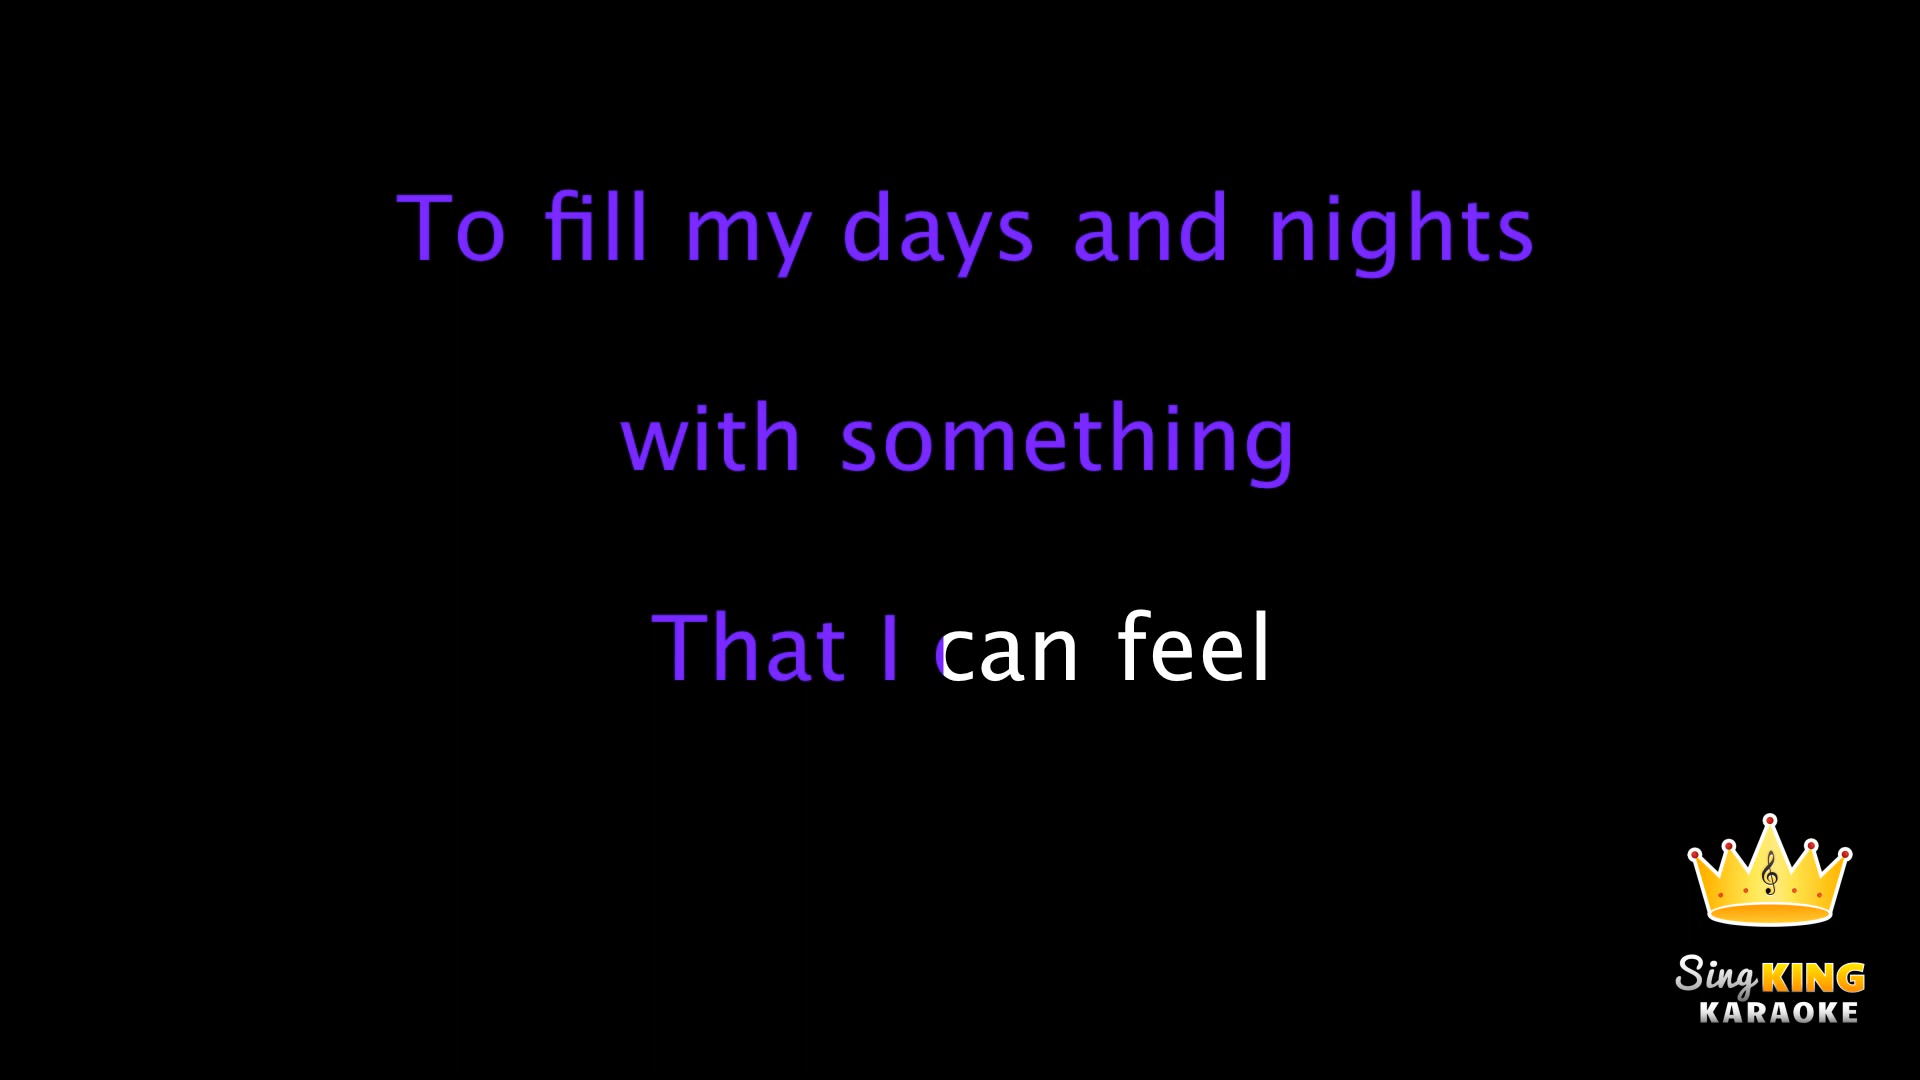 To fill my days and nights
with something
That I can feel
Sing KING
KARAOKE